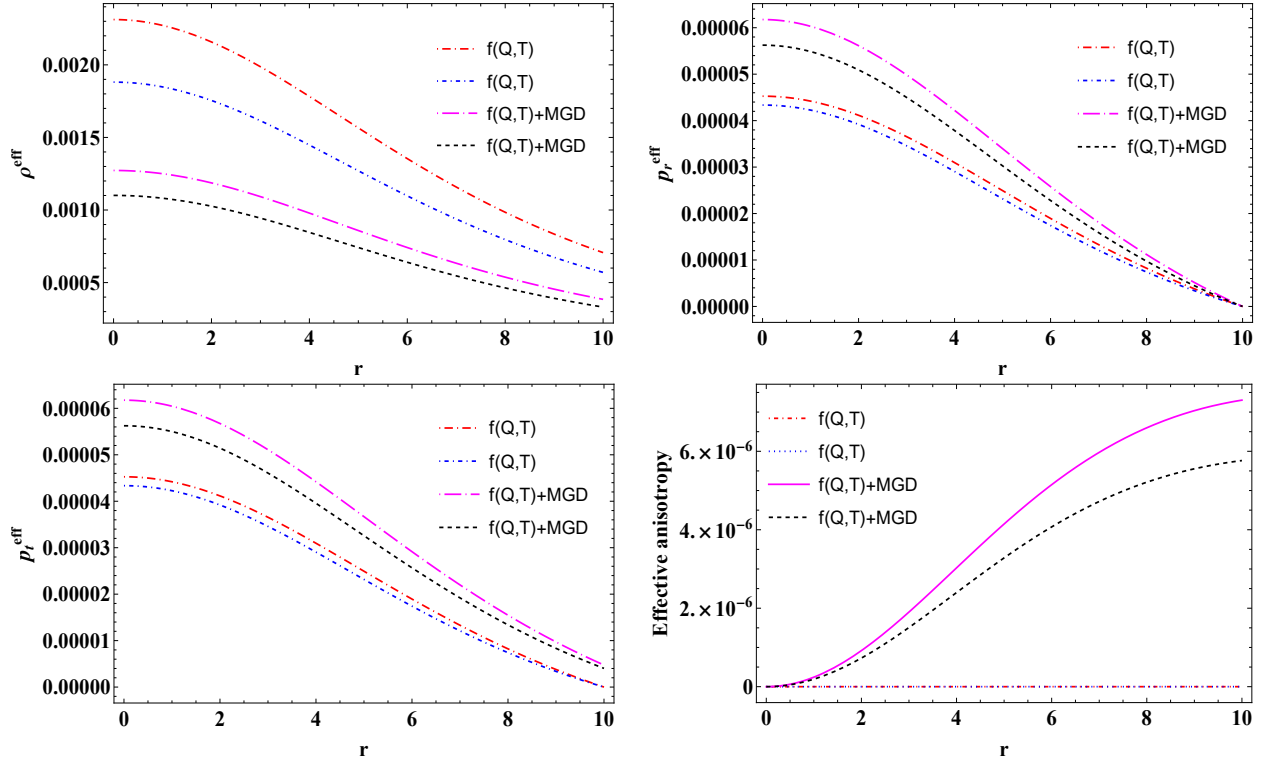 ρ^eff
0.0020
0.0015
0.0010
0.0005
0
2
4
6
8
10
r
f(Q,T)
f(Q,T)
f(Q,T)+MGD
f(Q,T)+MGD
p_r^eff
0.00006
0.00005
0.00004
0.00003
0.00002
0.00001
0.00000
0
2
4
6
8
10
r
f(Q,T)
f(Q,T)
f(Q,T)+MGD
f(Q,T)+MGD
p_t^eff
0.00006
0.00005
0.00004
0.00003
0.00002
0.00001
0.00000
0
2
4
6
8
10
r
f(Q,T)
f(Q,T)
f(Q,T)+MGD
f(Q,T)+MGD
Effective anisotropy
6.×10^-6
4.×10^-6
2.×10^-6
0
0
2
4
6
8
10
r
f(Q,T)
f(Q,T)
f(Q,T)+MGD
f(Q,T)+MGD